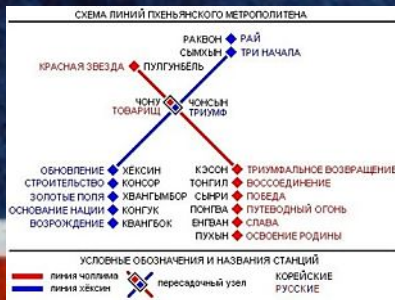 СХЕМА ЛИНИЙ ПХЕНЬЯНСКОГО МЕТРОПОЛИТЕНА
РАКВОН РАЙ
СЫМХЫН ТРИ НАЧАЛА
КРАСНАЯ ЗВЕЗДА ПУЛГУНБЁЛЬ
ЧОНУ ЧОНСЫН
ТОВАРИЩ ТРИУМФ
ОБНОВЛЕНИЕ ХЁКСИН КЭСОН ТРИУМФАЛЬНОЕ ВОЗВРАЩЕНИЕ
СТРОИТЕЛЬСТВО КОНСОР ТОНГИЛ ВОССОЕДИНЕНИЕ
ЗОЛОТЫЕ ПОЛЯ ХВАНГЫМБОР СЫНРИ ПОБЕДА
ОСНОВАНИЕ НАЦИИ КОНГУК ПОНГВА ПУТЕВОДНЫЙ ОГОНЬ
ВОЗРОЖДЕНИЕ КВАНГБОК ЕНГВАН СЛАВА
ПУХЫН ОСВОЕНИЕ РОДИНЫ
УСЛОВНЫЕ ОБОЗНАЧЕНИЯ И НАЗВАНИЯ СТАНЦИЙ
линия чоллима пересадочный узел КОРЕЙСКИЕ
линия хёксин РУССКИЕ